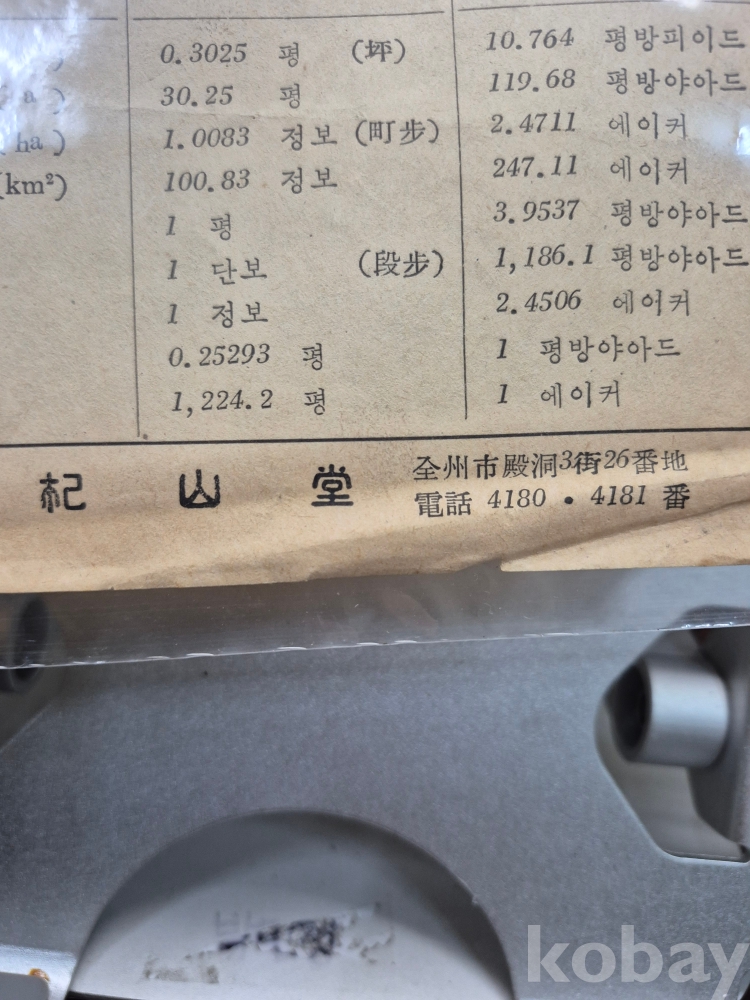 0.3025 평 (坪) 10.764 평방피이드
a) 30.25 평 119.68 평방야아드
(ha) 1.0083 정보 (町步) 2.4711 에이커
(km²) 100.83 정보 247.11 에이커
1 평 3.9537 평방야아드
1 단보 (段步) 1,186.1 평방야아드
1 정보 2.4506 에이커
0.25293 평 1 평방야아드
1,224.2 평 1 에이커
杞山堂 全州市殿洞3街26番地
電話 4180 • 4181 番
kobay